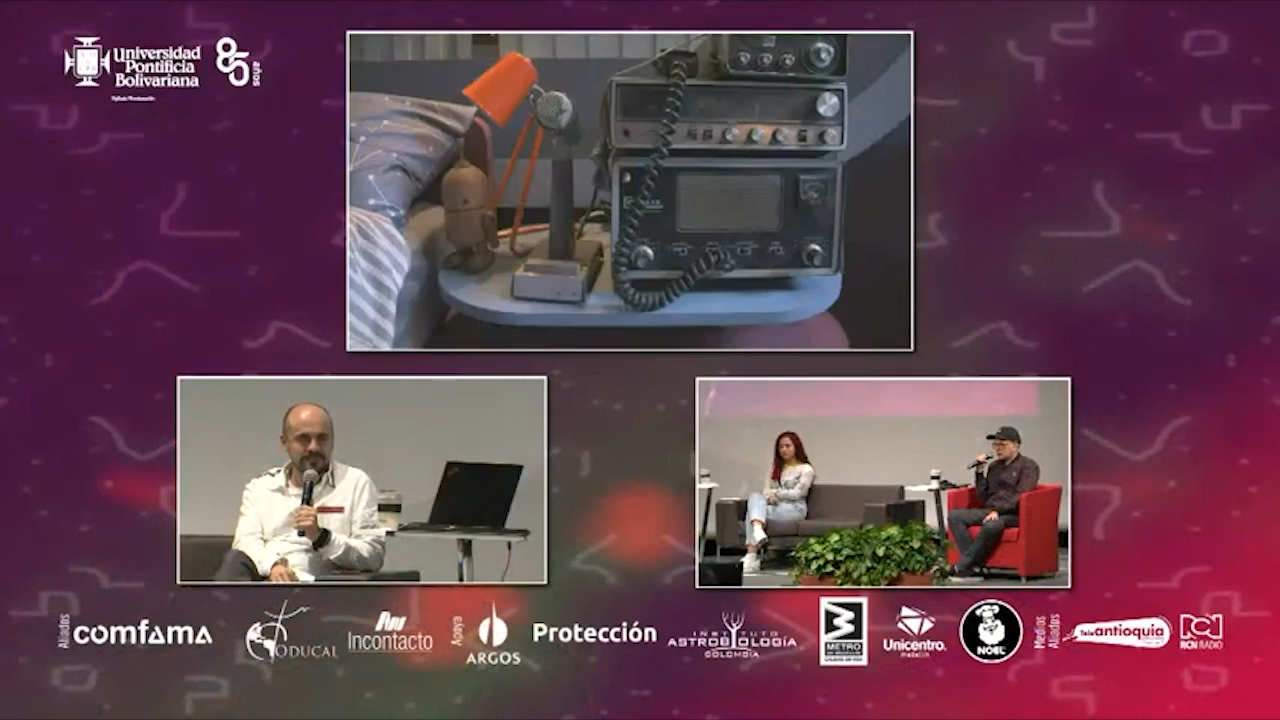 Universidad
Pontificia
Bolivariana
85
años
Aliados
comfama
ODUCAL
Incontacto
Apoya
ARGOS
Protección
INSTITUTO
ASTROBIOLOGÍA
COLOMBIA
METRO
Unicentro.
Medellín
NOEL
Medios
Aliados
Teleantioquia
RCN
RCN RADIO